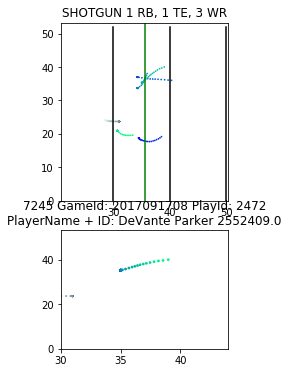 SHOTGUN 1 RB, 1 TE, 3 WR
50
40
30
20
10
0
30 40 50
7245 GameId: 2017091708 PlayId: 2472
PlayerName + ID: DeVante Parker 2552409.0
40
20
0
30 35 40